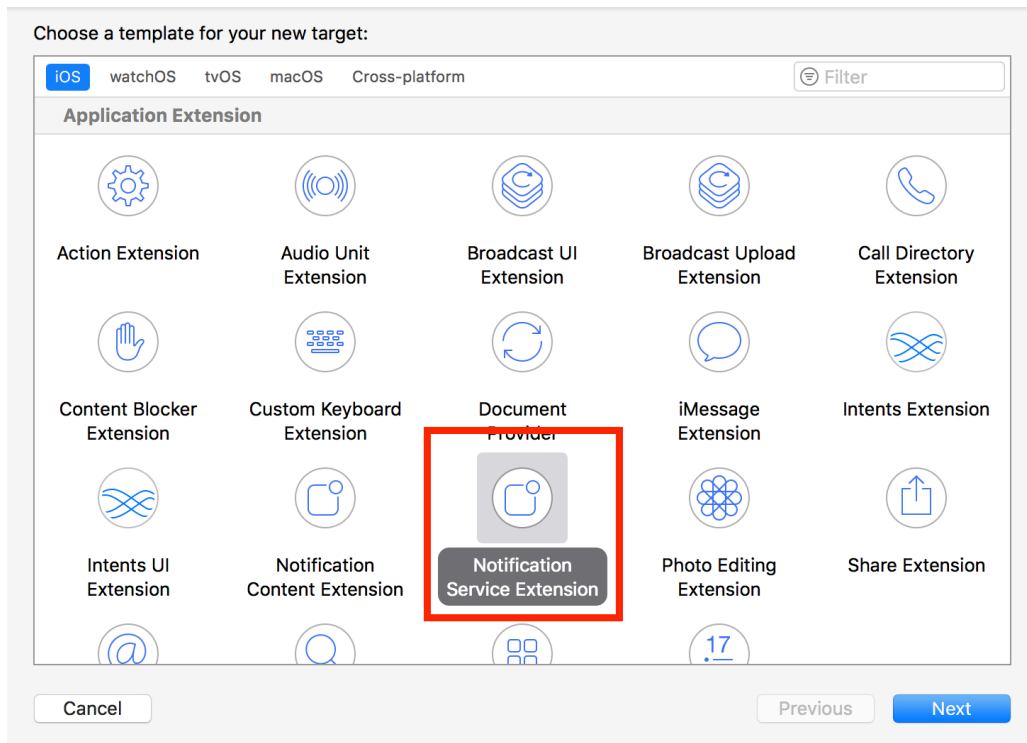 Choose a template for your new target:
iOS watchOS tvOS macOS Cross-platform Filter
Application Extension
Action Extension
Audio Unit
Extension
Broadcast UI
Extension
Broadcast Upload
Extension
Call Directory
Extension
Content Blocker
Extension
Custom Keyboard
Extension
Document
Provider
iMessage
Extension
Intents Extension
Intents UI
Extension
Notification
Content Extension
Notification
Service Extension
Photo Editing
Extension
Share Extension
17
Cancel Previous Next